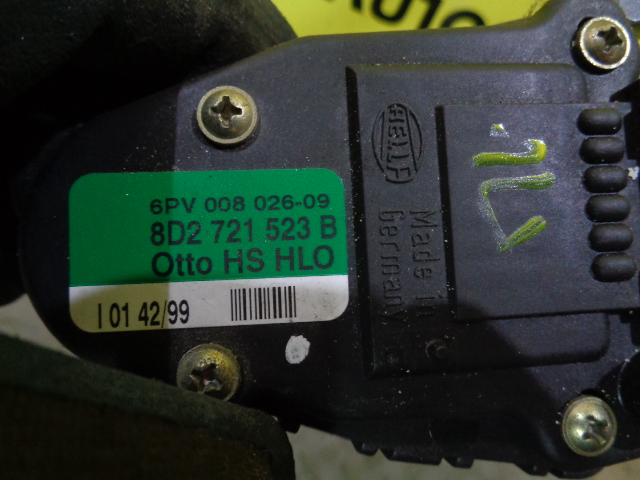 6PV 008 026-09
8D2 721 523 B
Otto HS HLO
I 01 42/99
HELLA
Made in
Germany